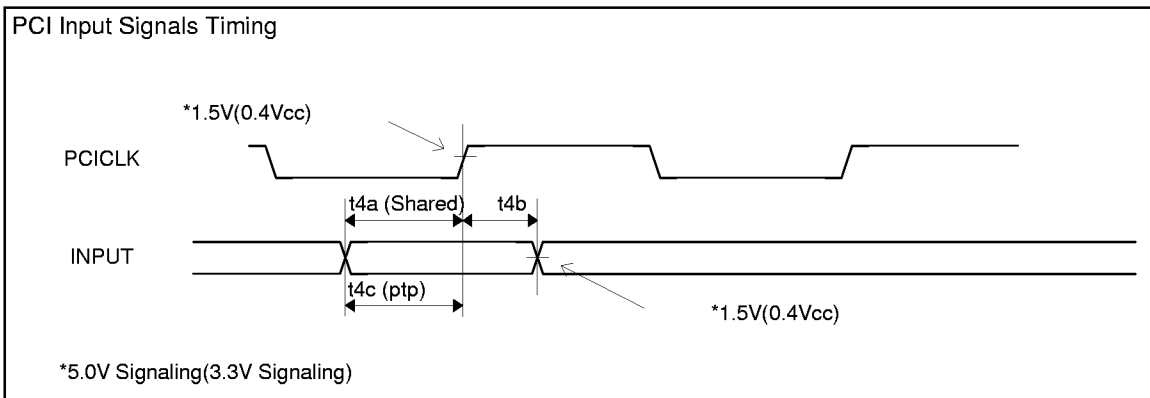 PCI Input Signals Timing
*1.5V(0.4Vcc)
PCICLK
t4a (Shared)
t4b
INPUT
t4c (ptp)
*1.5V(0.4Vcc)
*5.0V Signaling(3.3V Signaling)